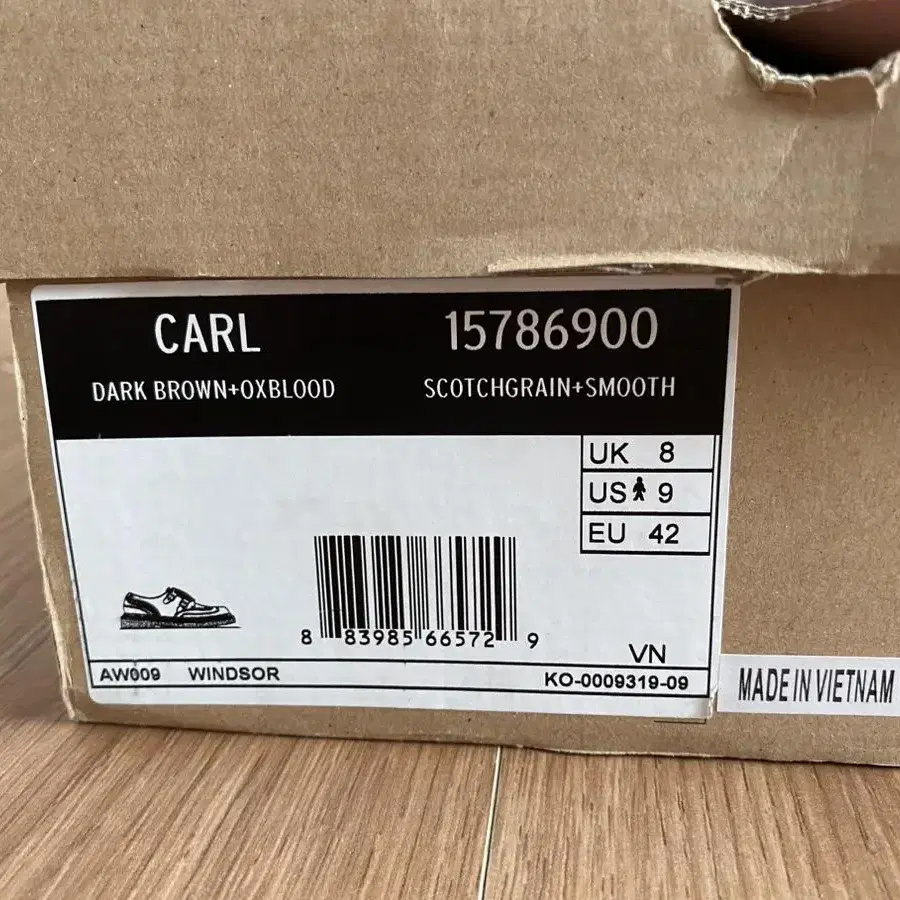 CARL 15786900
DARK BROWN+OXBLOOD SCOTCHGRAIN+SMOOTH
UK 8
US 9
EU 42
8 83985 66572 9
VN
AW009 WINDSOR KO-0009319-09
MADE IN VIETNAM